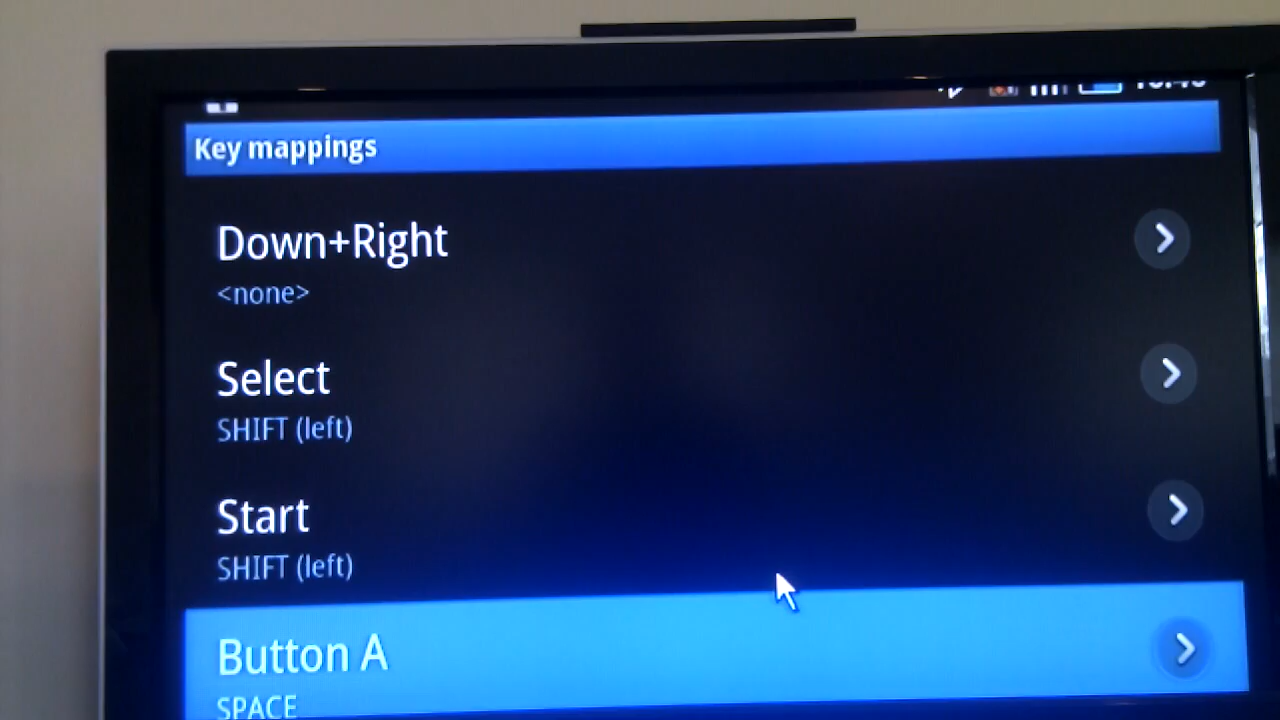 Key mappings
Down+Right
<none>
Select
SHIFT (left)
Start
SHIFT (left)
Button A
SPACE